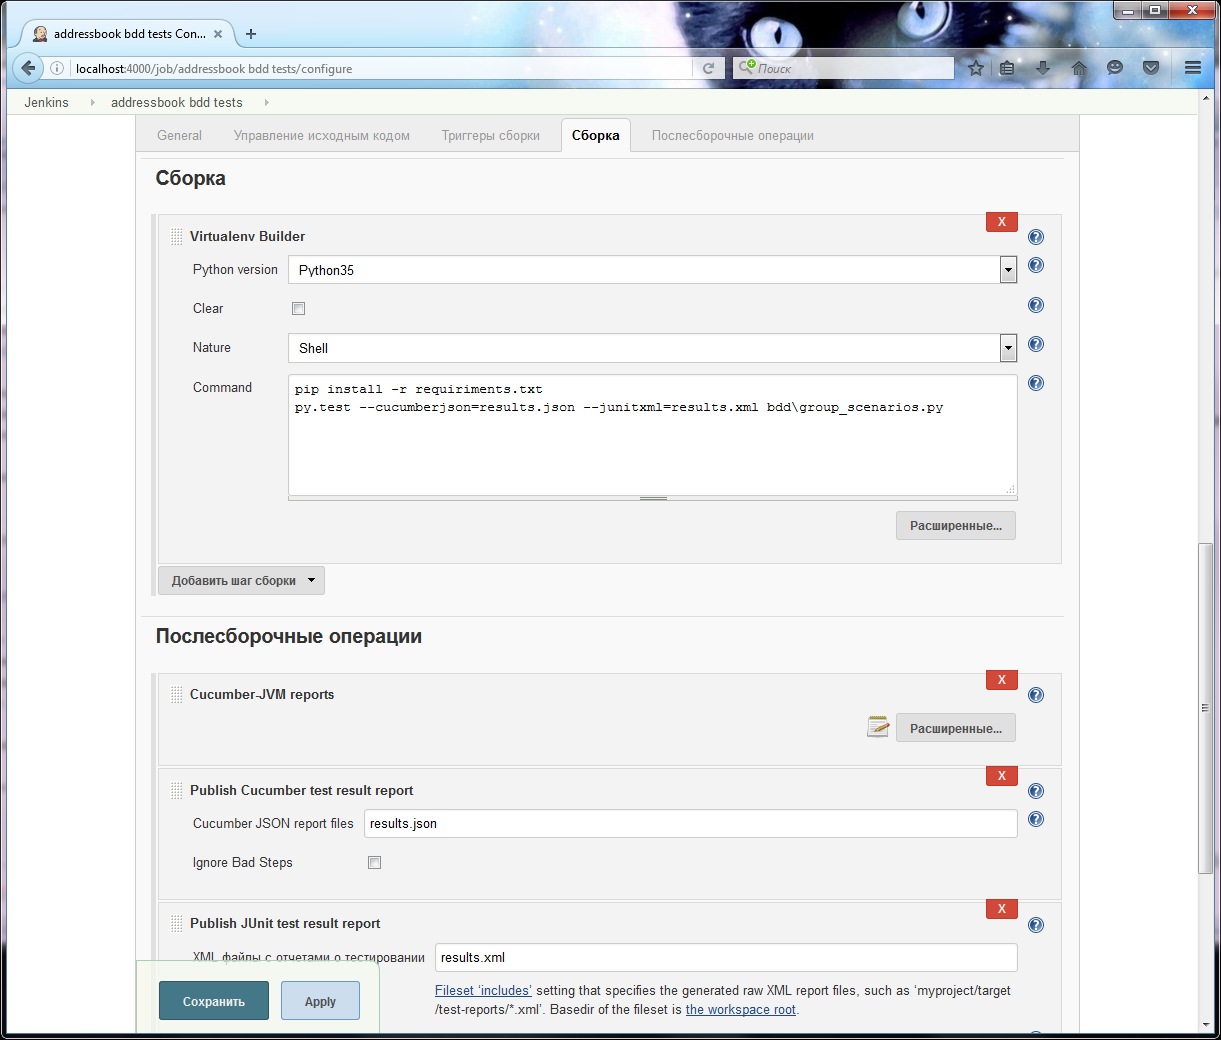 addressbook bdd tests Con...
localhost:4000/job/addressbook bdd tests/configure
Поиск
Jenkins
addressbook bdd tests
General
Управление исходным кодом
Триггеры сборки
Сборка
Послесборочные операции
Сборка
X
Virtualenv Builder
Python version
Python35
Clear
Nature
Shell
Command
pip install -r requiriments.txt
py.test --cucumberjson=results.json --junitxml=results.xml bdd\group_scenarios.py
Расширенные...
Добавить шаг сборки
Послесборочные операции
X
Cucumber-JVM reports
Расширенные...
X
Publish Cucumber test result report
Cucumber JSON report files
results.json
Ignore Bad Steps
X
Publish JUnit test result report
XML файлы с отчетами о тестировании
results.xml
Fileset ‘includes’ setting that specifies the generated raw XML report files, such as ‘myproject/target
/test-reports/*.xml’. Basedir of the fileset is the workspace root.
Сохранить
Apply